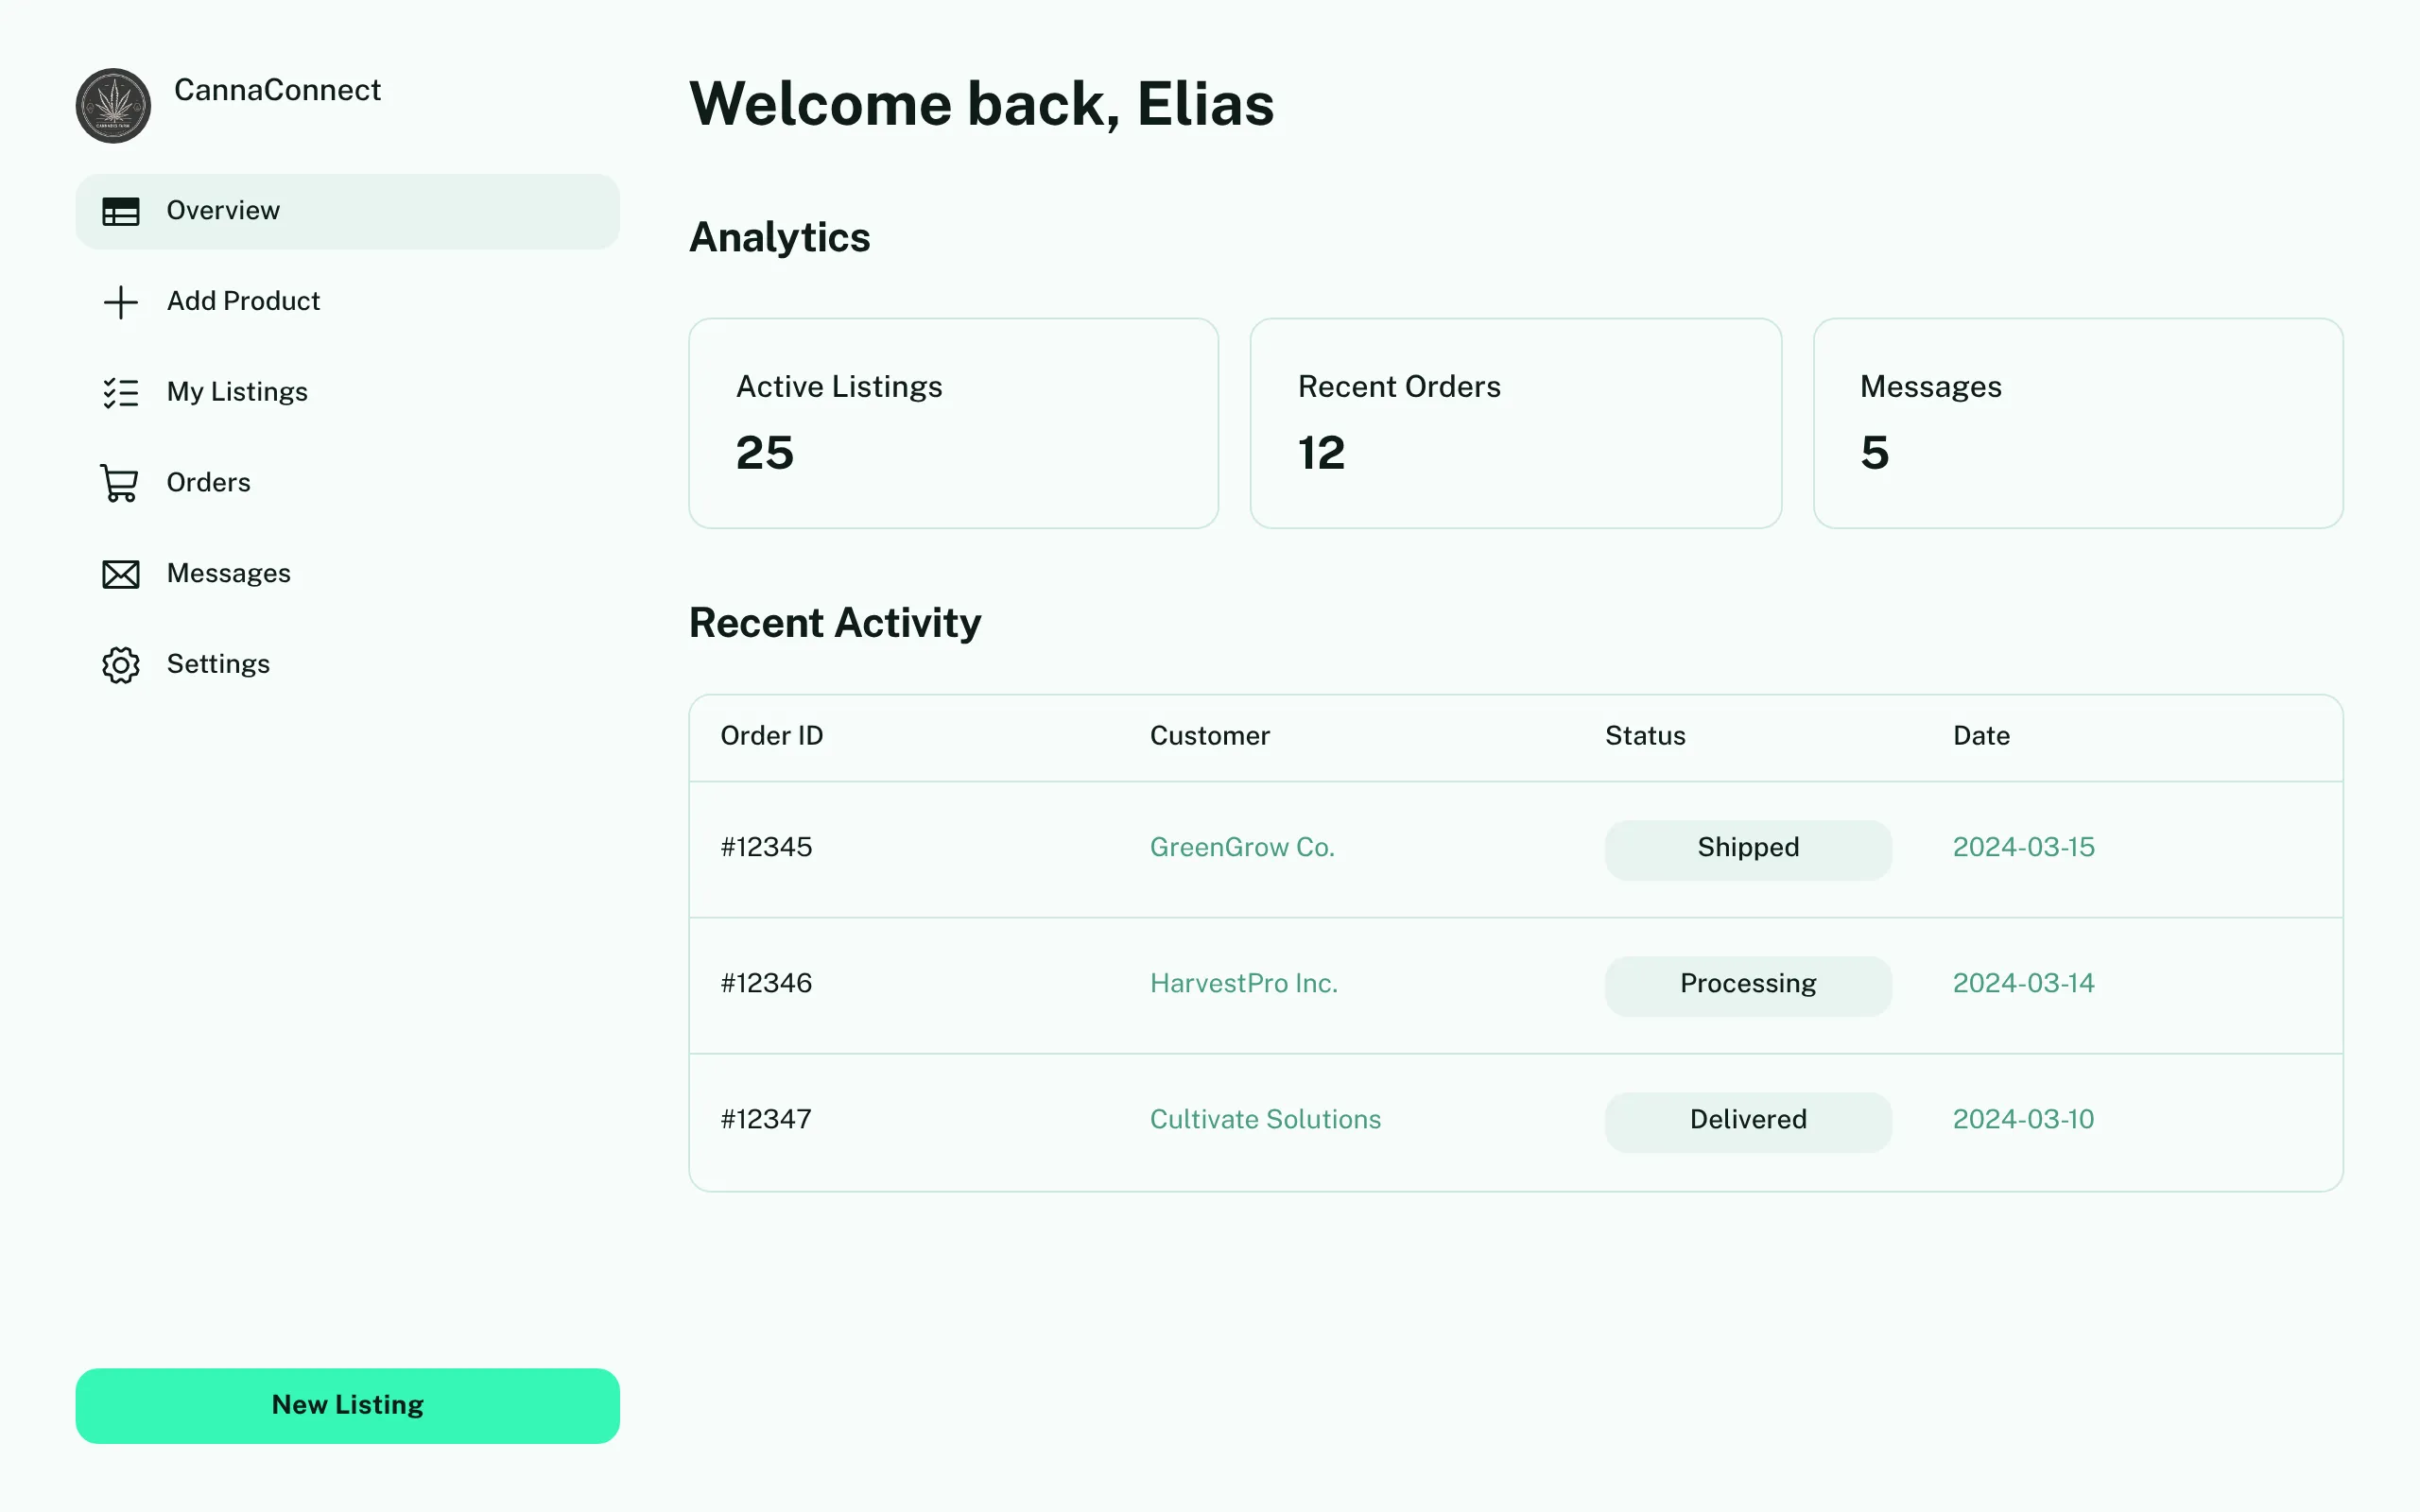 CannaConnect
Overview
Add Product
My Listings
Orders
Messages
Settings
New Listing
Welcome back, Elias
Analytics
Active Listings
25
Recent Orders
12
Messages
5
Recent Activity
Order ID Customer Status Date
#12345 GreenGrow Co. Shipped 2024-03-15
#12346 HarvestPro Inc. Processing 2024-03-14
#12347 Cultivate Solutions Delivered 2024-03-10